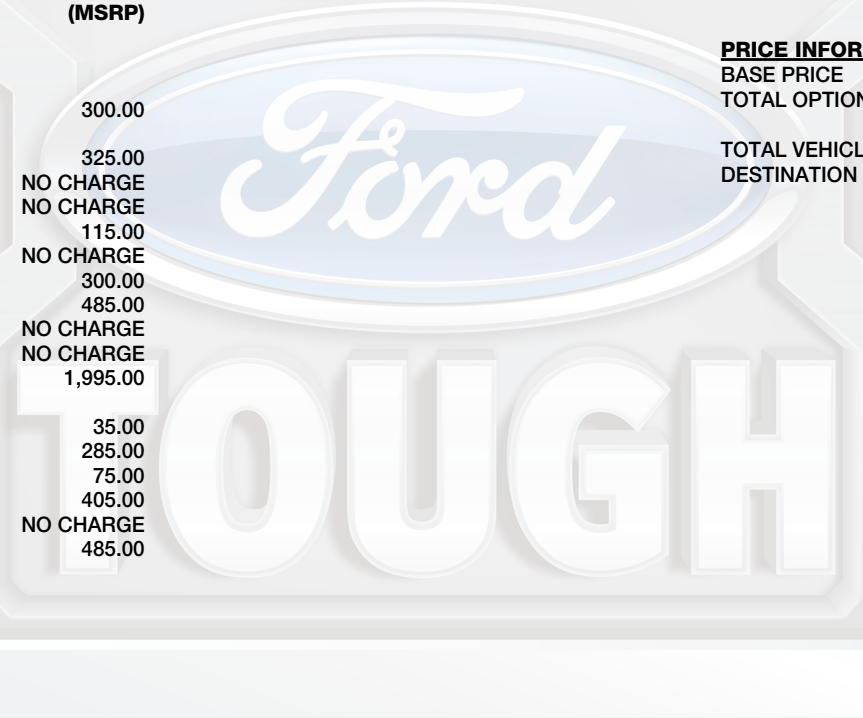 (MSRP)
300.00
325.00
NO CHARGE
NO CHARGE
115.00
NO CHARGE
300.00
485.00
NO CHARGE
NO CHARGE
1,995.00
35.00
285.00
75.00
405.00
NO CHARGE
485.00
PRICE INFOR
BASE PRICE
TOTAL OPTION
TOTAL VEHICL
DESTINATION
Ford
TOUGH